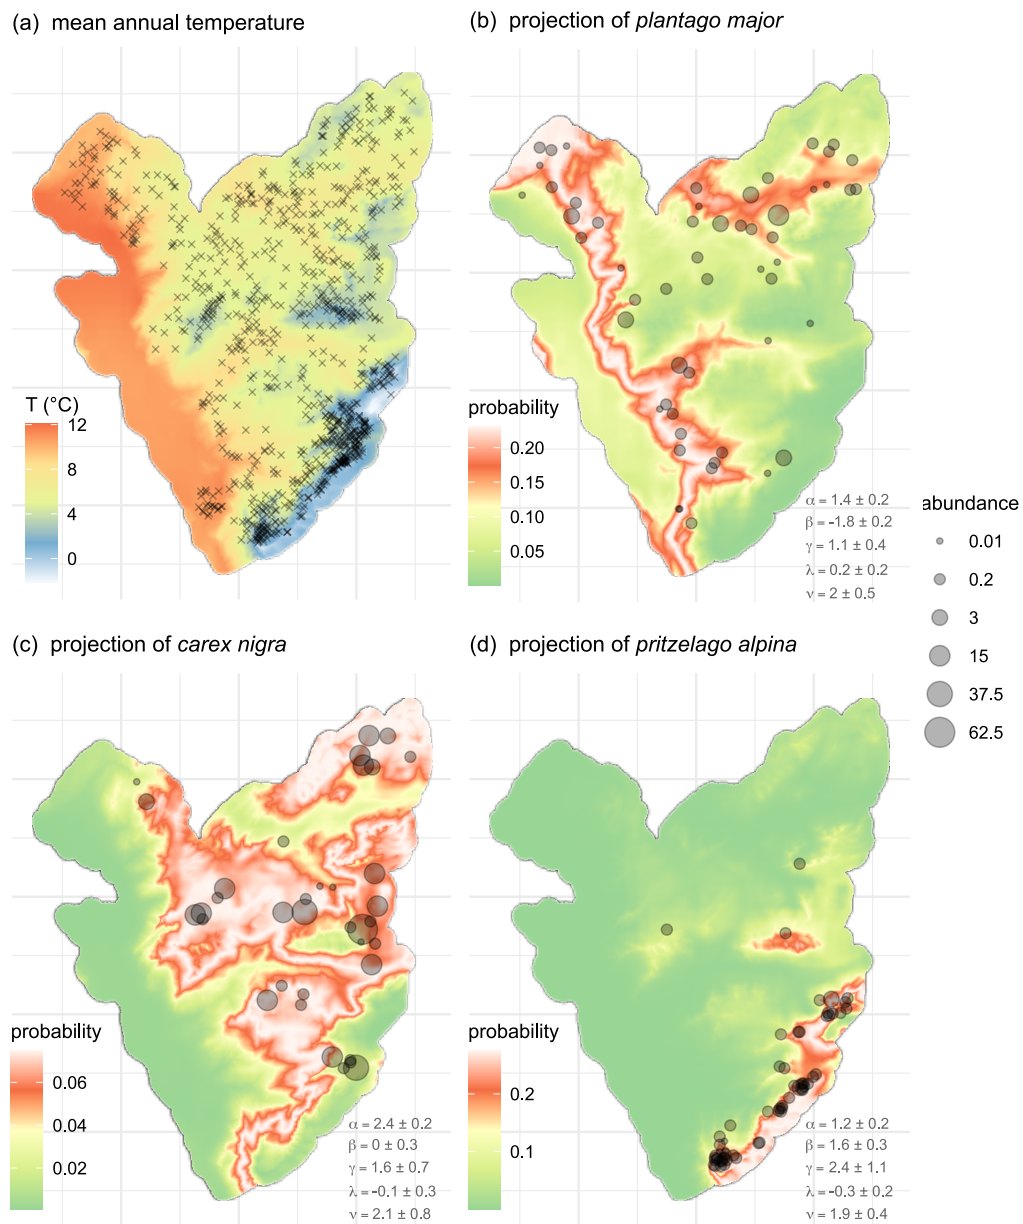 (a) mean annual temperature
T (°C)
12
8
4
0
(b) projection of plantago major
probability
0.20
0.15
0.10
0.05
α = 1.4 ± 0.2
β = -1.8 ± 0.2
γ = 1.1 ± 0.4
λ = 0.2 ± 0.2
ν = 2 ± 0.5
abundance
0.01
0.2
3
15
37.5
62.5
(c) projection of carex nigra
probability
0.06
0.04
0.02
α = 2.4 ± 0.2
β = 0 ± 0.3
γ = 1.6 ± 0.7
λ = -0.1 ± 0.3
ν = 2.1 ± 0.8
(d) projection of pritzelago alpina
probability
0.2
0.1
α = 1.2 ± 0.2
β = 1.6 ± 0.3
γ = 2.4 ± 1.1
λ = -0.3 ± 0.2
ν = 1.9 ± 0.4